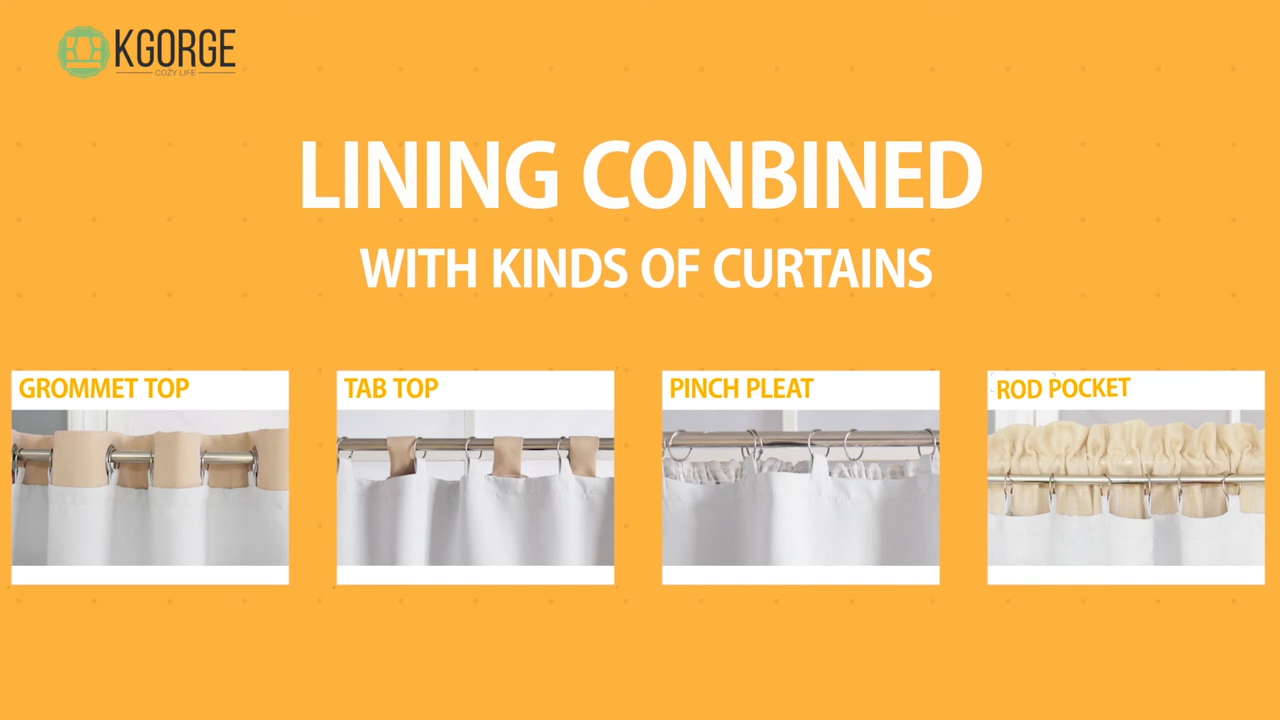 KGORGE
COZY LIFE
LINING CONBINED
WITH KINDS OF CURTAINS
GROMMET TOP
TAB TOP
PINCH PLEAT
ROD POCKET